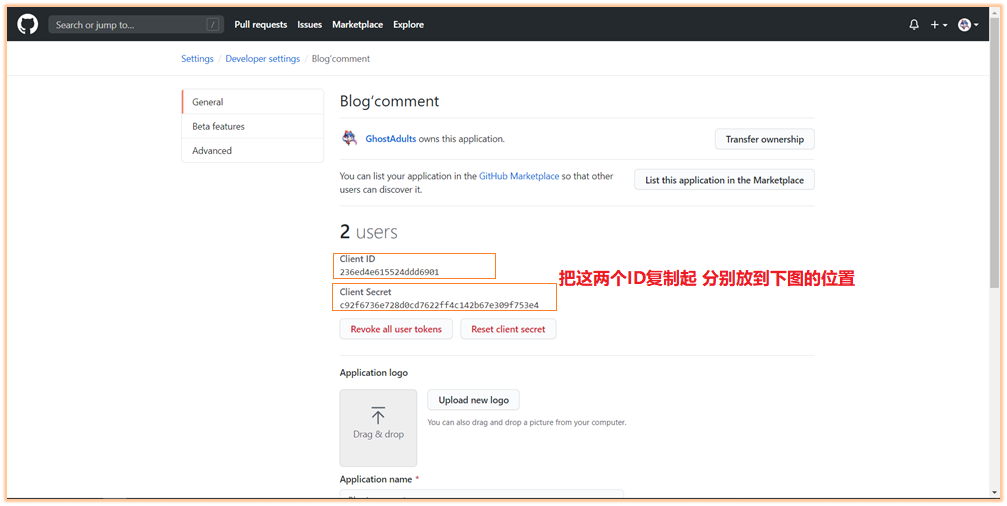 Search or jump to... /
Pull requests Issues Marketplace Explore
Settings / Developer settings / Blog'comment
General
Beta features
Advanced
Blog'comment
GhostAdults owns this application.
Transfer ownership
You can list your application in the GitHub Marketplace so that other
users can discover it.
List this application in the Marketplace
2 users
Client ID
236ed4e615524ddd6901
Client Secret
c92f6736e728d0cd7622ff4c142b67e309f753e4
把这两个ID复制起 分别放到下图的位置
Revoke all user tokens
Reset client secret
Application logo
Drag & drop
Upload new logo
You can also drag and drop a picture from your computer.
Application name *